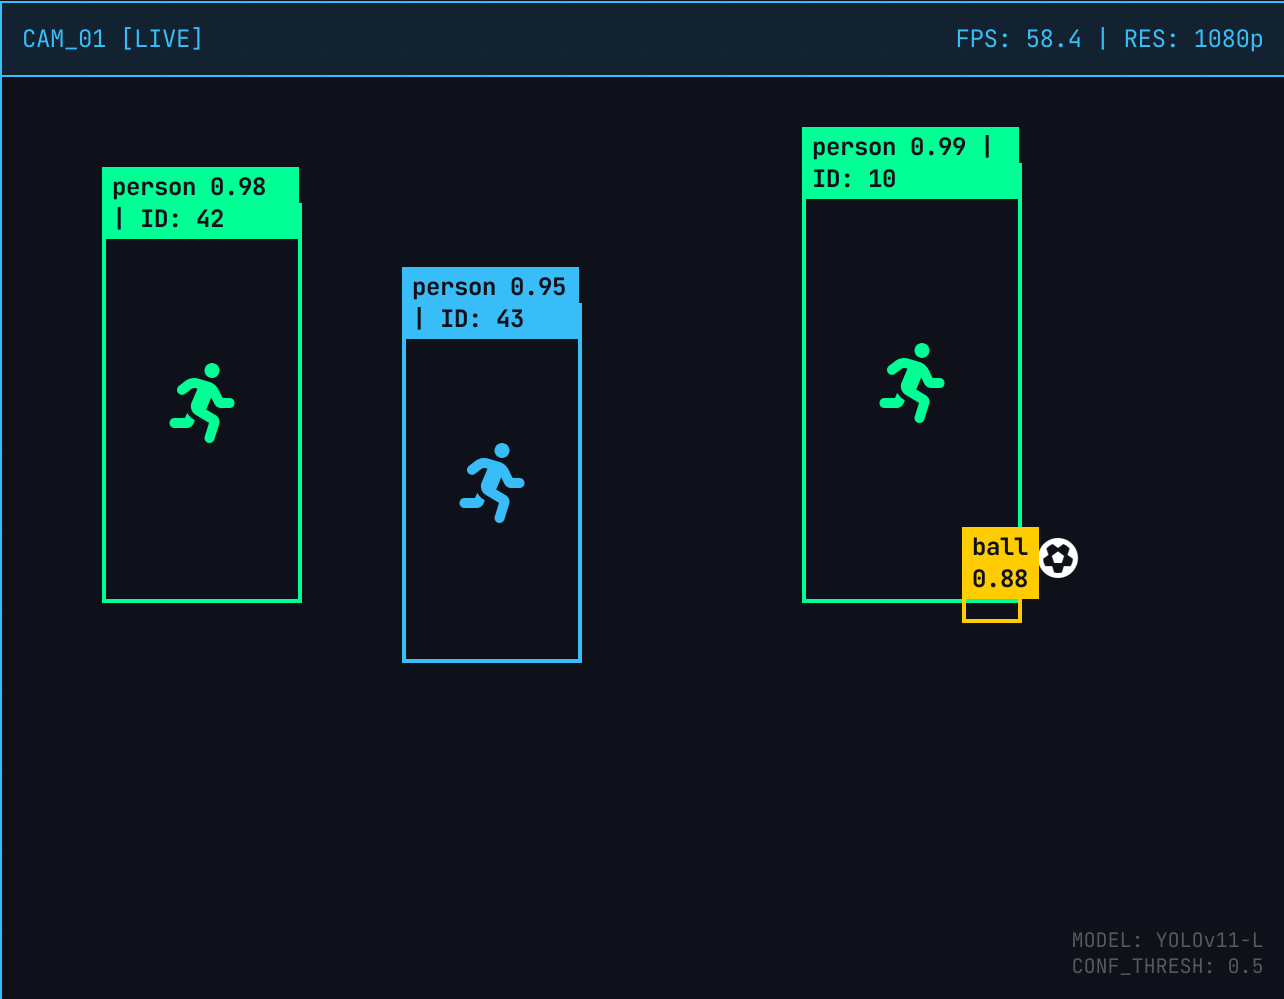 CAM_01 [LIVE]
FPS: 58.4 | RES: 1080p
person 0.98
| ID: 42
person 0.95
| ID: 43
person 0.99 |
ID: 10
ball
0.88
MODEL: YOLOv11-L
CONF_THRESH: 0.5